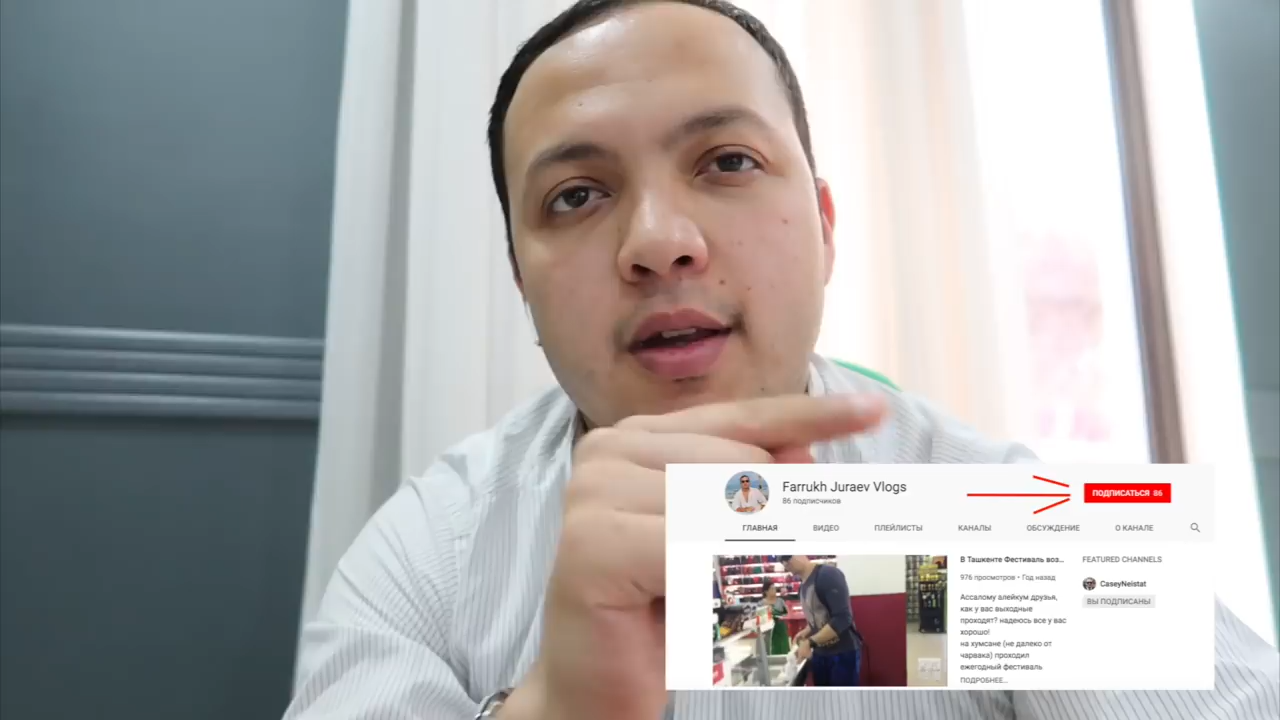 Farrukh Juraev Vlogs
86 подписчиков
ПОДПИСАТЬСЯ 86
ГЛАВНАЯ ВИДЕО ПЛЕЙЛИСТЫ КАНАЛЫ ОБСУЖДЕНИЕ О КАНАЛЕ
В Ташкенте Фестиваль воз...
976 просмотров • Год назад
Ассалому алейкум друзья,
как у вас выходные
проходят? надеюсь все у вас
хорошо!
на хумсане (не далеко от
чарвака) проходил
ежегодный фестиваль
ПОДРОБНЕЕ...
FEATURED CHANNELS
CaseyNeistat
ВЫ ПОДПИСАНЫ